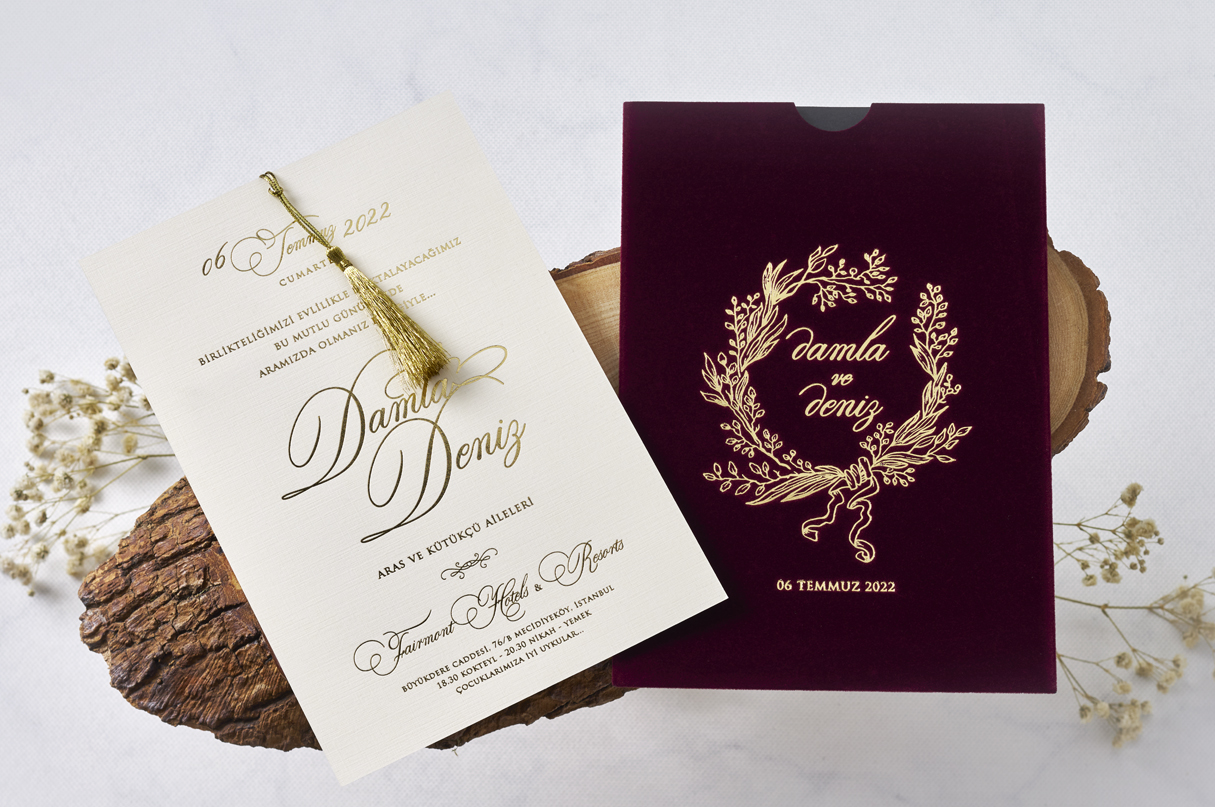 06 Temmuz 2022
BİRLİKTELİĞİMİZİ EVLİLİKLE
BU MUTLU
ARAMIZDA OLMANIZ
Damla
Deniz
ARAS VE KÜTÜKÇÜ AİLELERİ
Fairmont Hotels & Resorts
BÜYÜKDERE CADDESİ, 76/B MECİDİYEKÖY, İSTANBUL
18.30 KOKTEYL - 20.30 NİKAH - YEMEK
ÇOCUKLARIMIZA İYİ UYKULAR...
damla
ve
deniz
06 TEMMUZ 2022